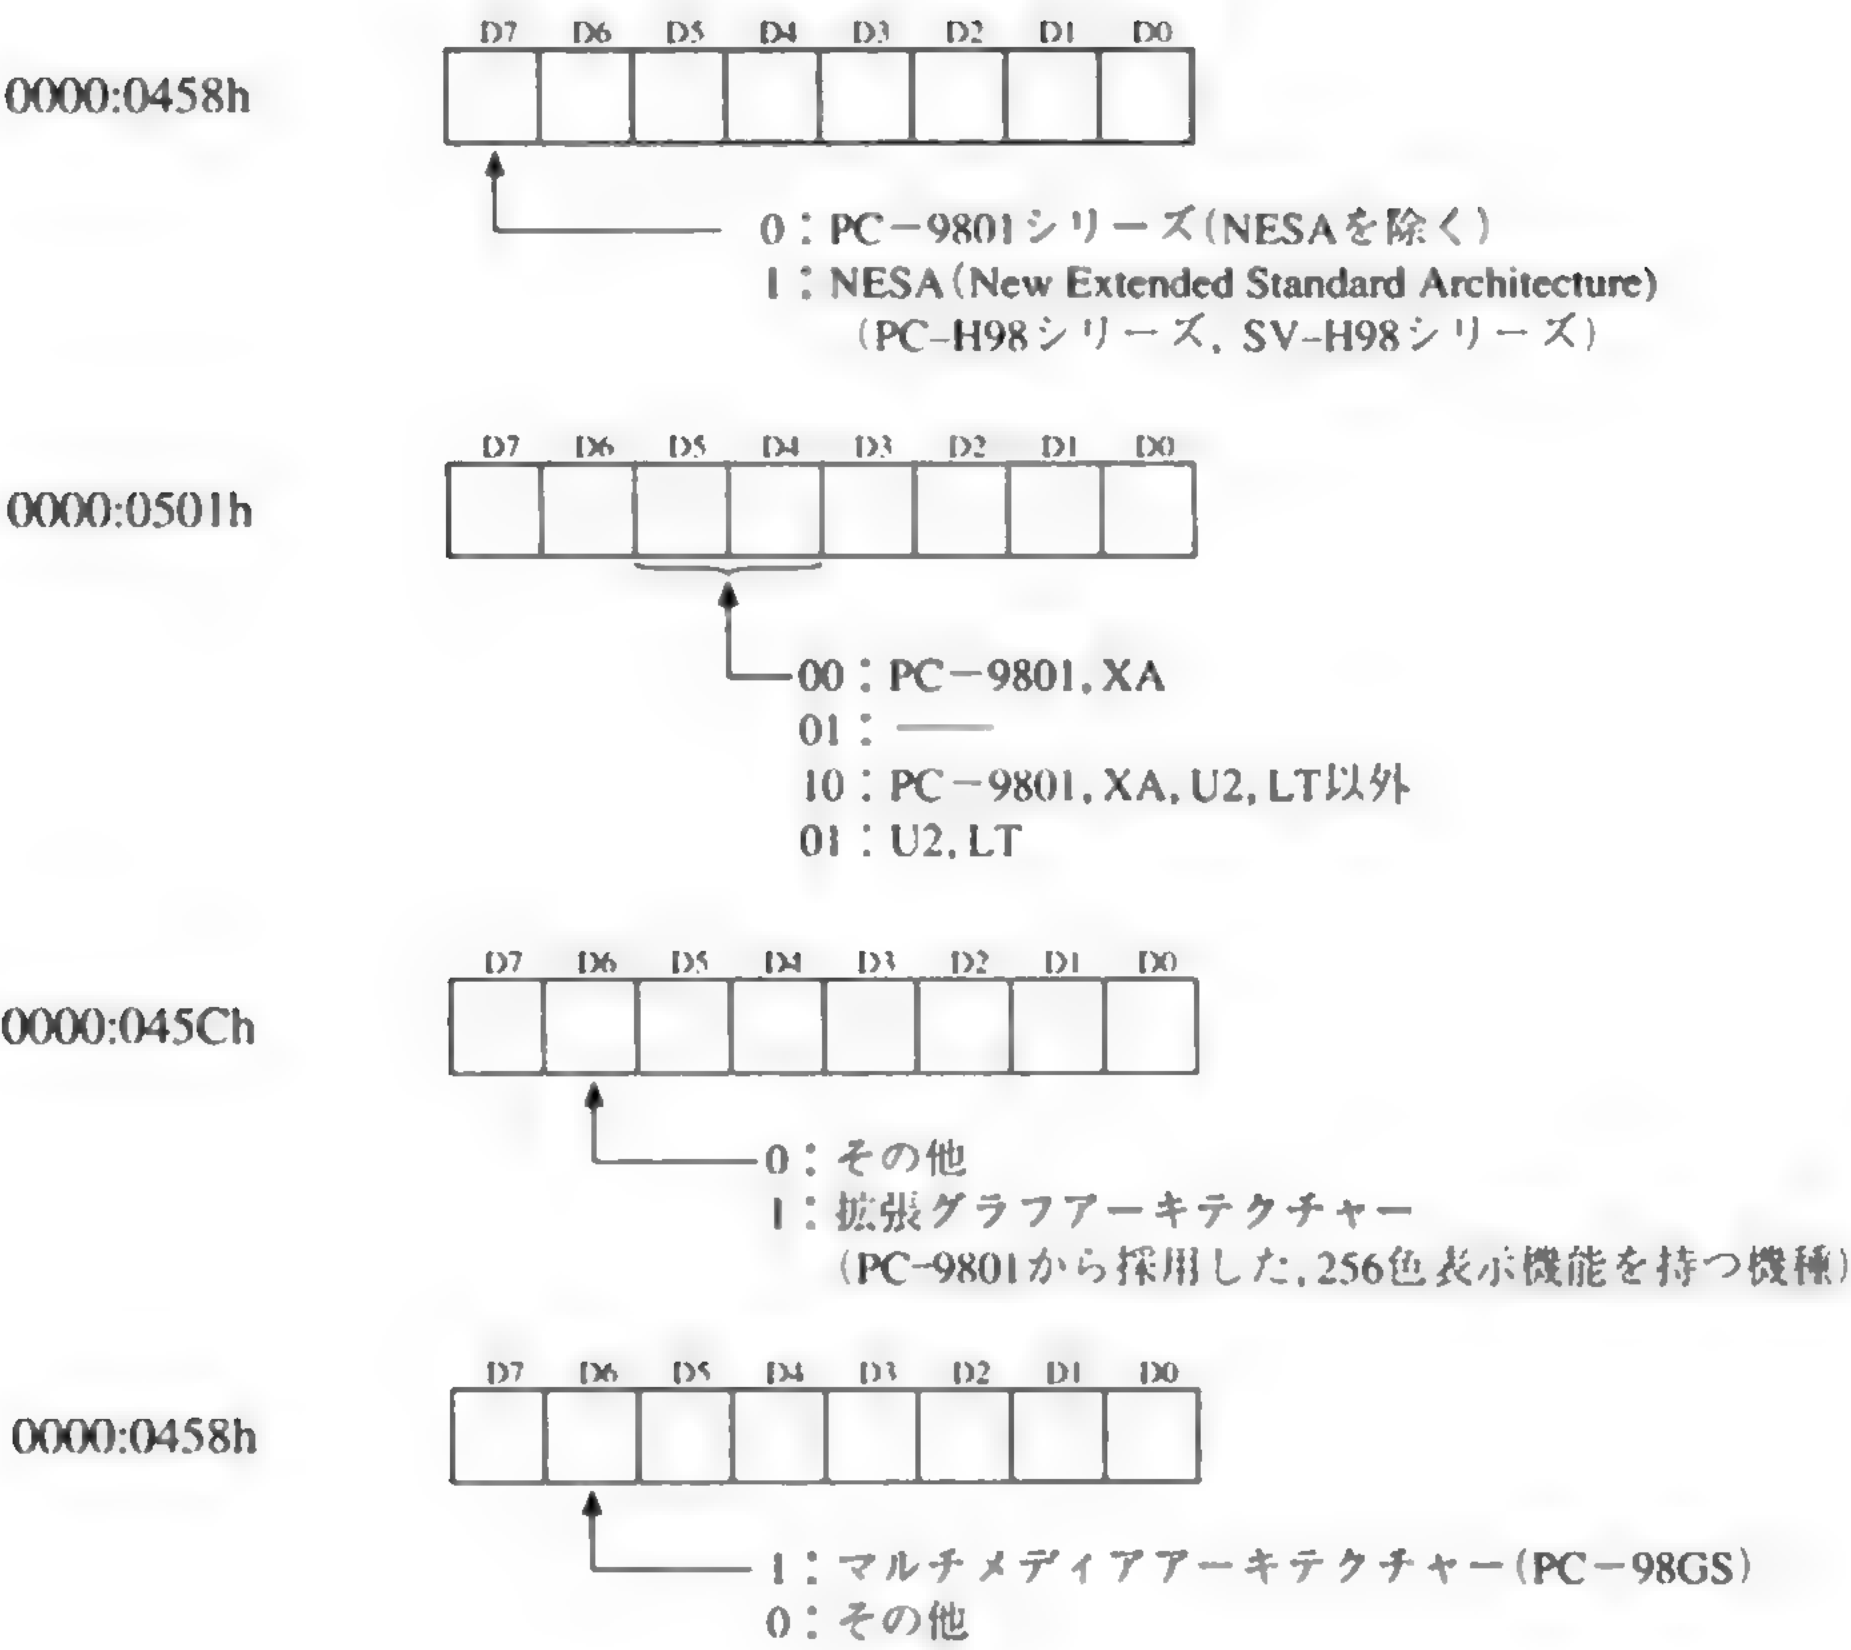 D7 D6 D5 D4 D3 D2 D1 D0
0000:0458h
0：PC－9801シリーズ（NESAを除く）
1：NESA（New Extended Standard Architecture）
（PC-H98シリーズ, SV-H98シリーズ）
D7 D6 D5 D4 D3 D2 D1 D0
0000:0501h
00：PC－9801, XA
01：――
10：PC－9801, XA, U2, LT以外
01：U2, LT
D7 D6 D5 D4 D3 D2 D1 D0
0000:045Ch
0：その他
1：拡張グラフアーキテクチャー
（PC-9801から採用した, 256色表示機能を持つ機種）
D7 D6 D5 D4 D3 D2 D1 D0
0000:0458h
1：マルチメディアアーキテクチャー（PC－98GS）
0：その他